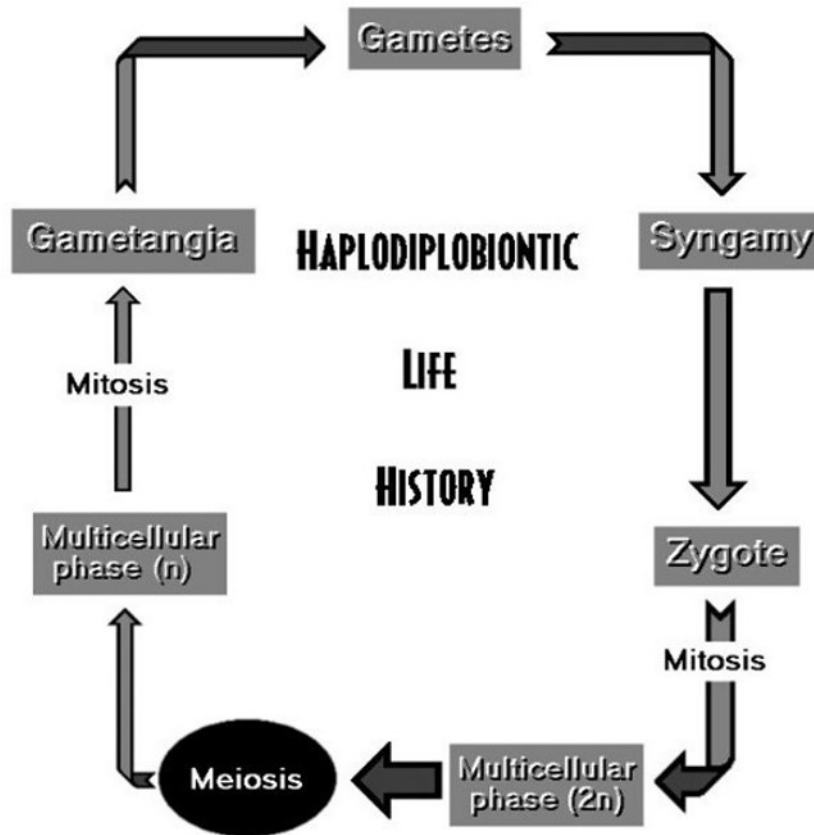 Gametes
Gametangia
HAPLODIPLOBIONTIC
Syngamy
LIFE
Mitosis
HISTORY
Multicellular
phase (n)
Zygote
Mitosis
Meiosis
Multicellular
phase (2n)